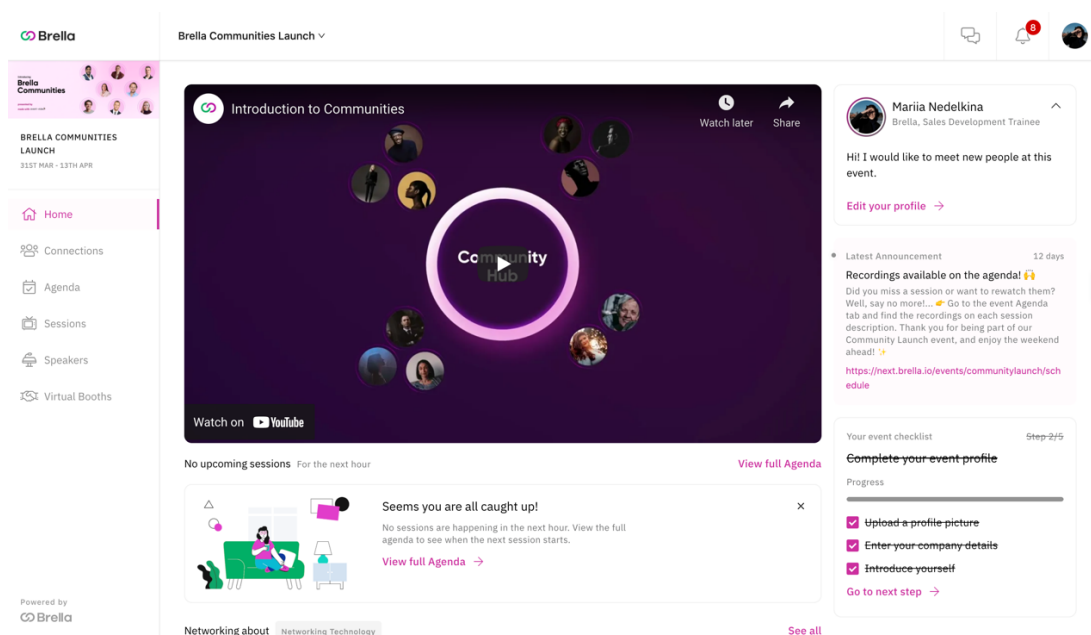 Brella
Brella Communities Launch
8
Brella
Communities
BRELLA COMMUNITIES
LAUNCH
31ST MAR - 13TH APR
Home
Connections
Agenda
Sessions
Speakers
Virtual Booths
Powered by
Brella
Introduction to Communities
Watch later
Share
Community
Hub
Watch on YouTube
No upcoming sessions For the next hour
View full Agenda
Seems you are all caught up!
No sessions are happening in the next hour. View the full
agenda to see when the next session starts.
View full Agenda
Networking about Networking Technology
See all
Mariia Nedelkina
Brella, Sales Development Trainee
Hi! I would like to meet new people at this
event.
Edit your profile
Latest Announcement 12 days
Recordings available on the agenda! 🙌
Did you miss a session or want to rewatch them?
Well, say no more!... 👉 Go to the event Agenda
tab and find the recordings on each session
description. Thank you for being part of our
Community Launch event, and enjoy the weekend
ahead! ✨
https://next.brella.io/events/communitylaunch/sch
edule
Your event checklist Step 2/5
Complete your event profile
Progress
Upload a profile picture
Enter your company details
Introduce yourself
Go to next step